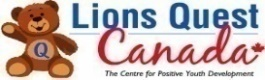 Lions Quest
Q
Canada
The Centre for Positive Youth Development